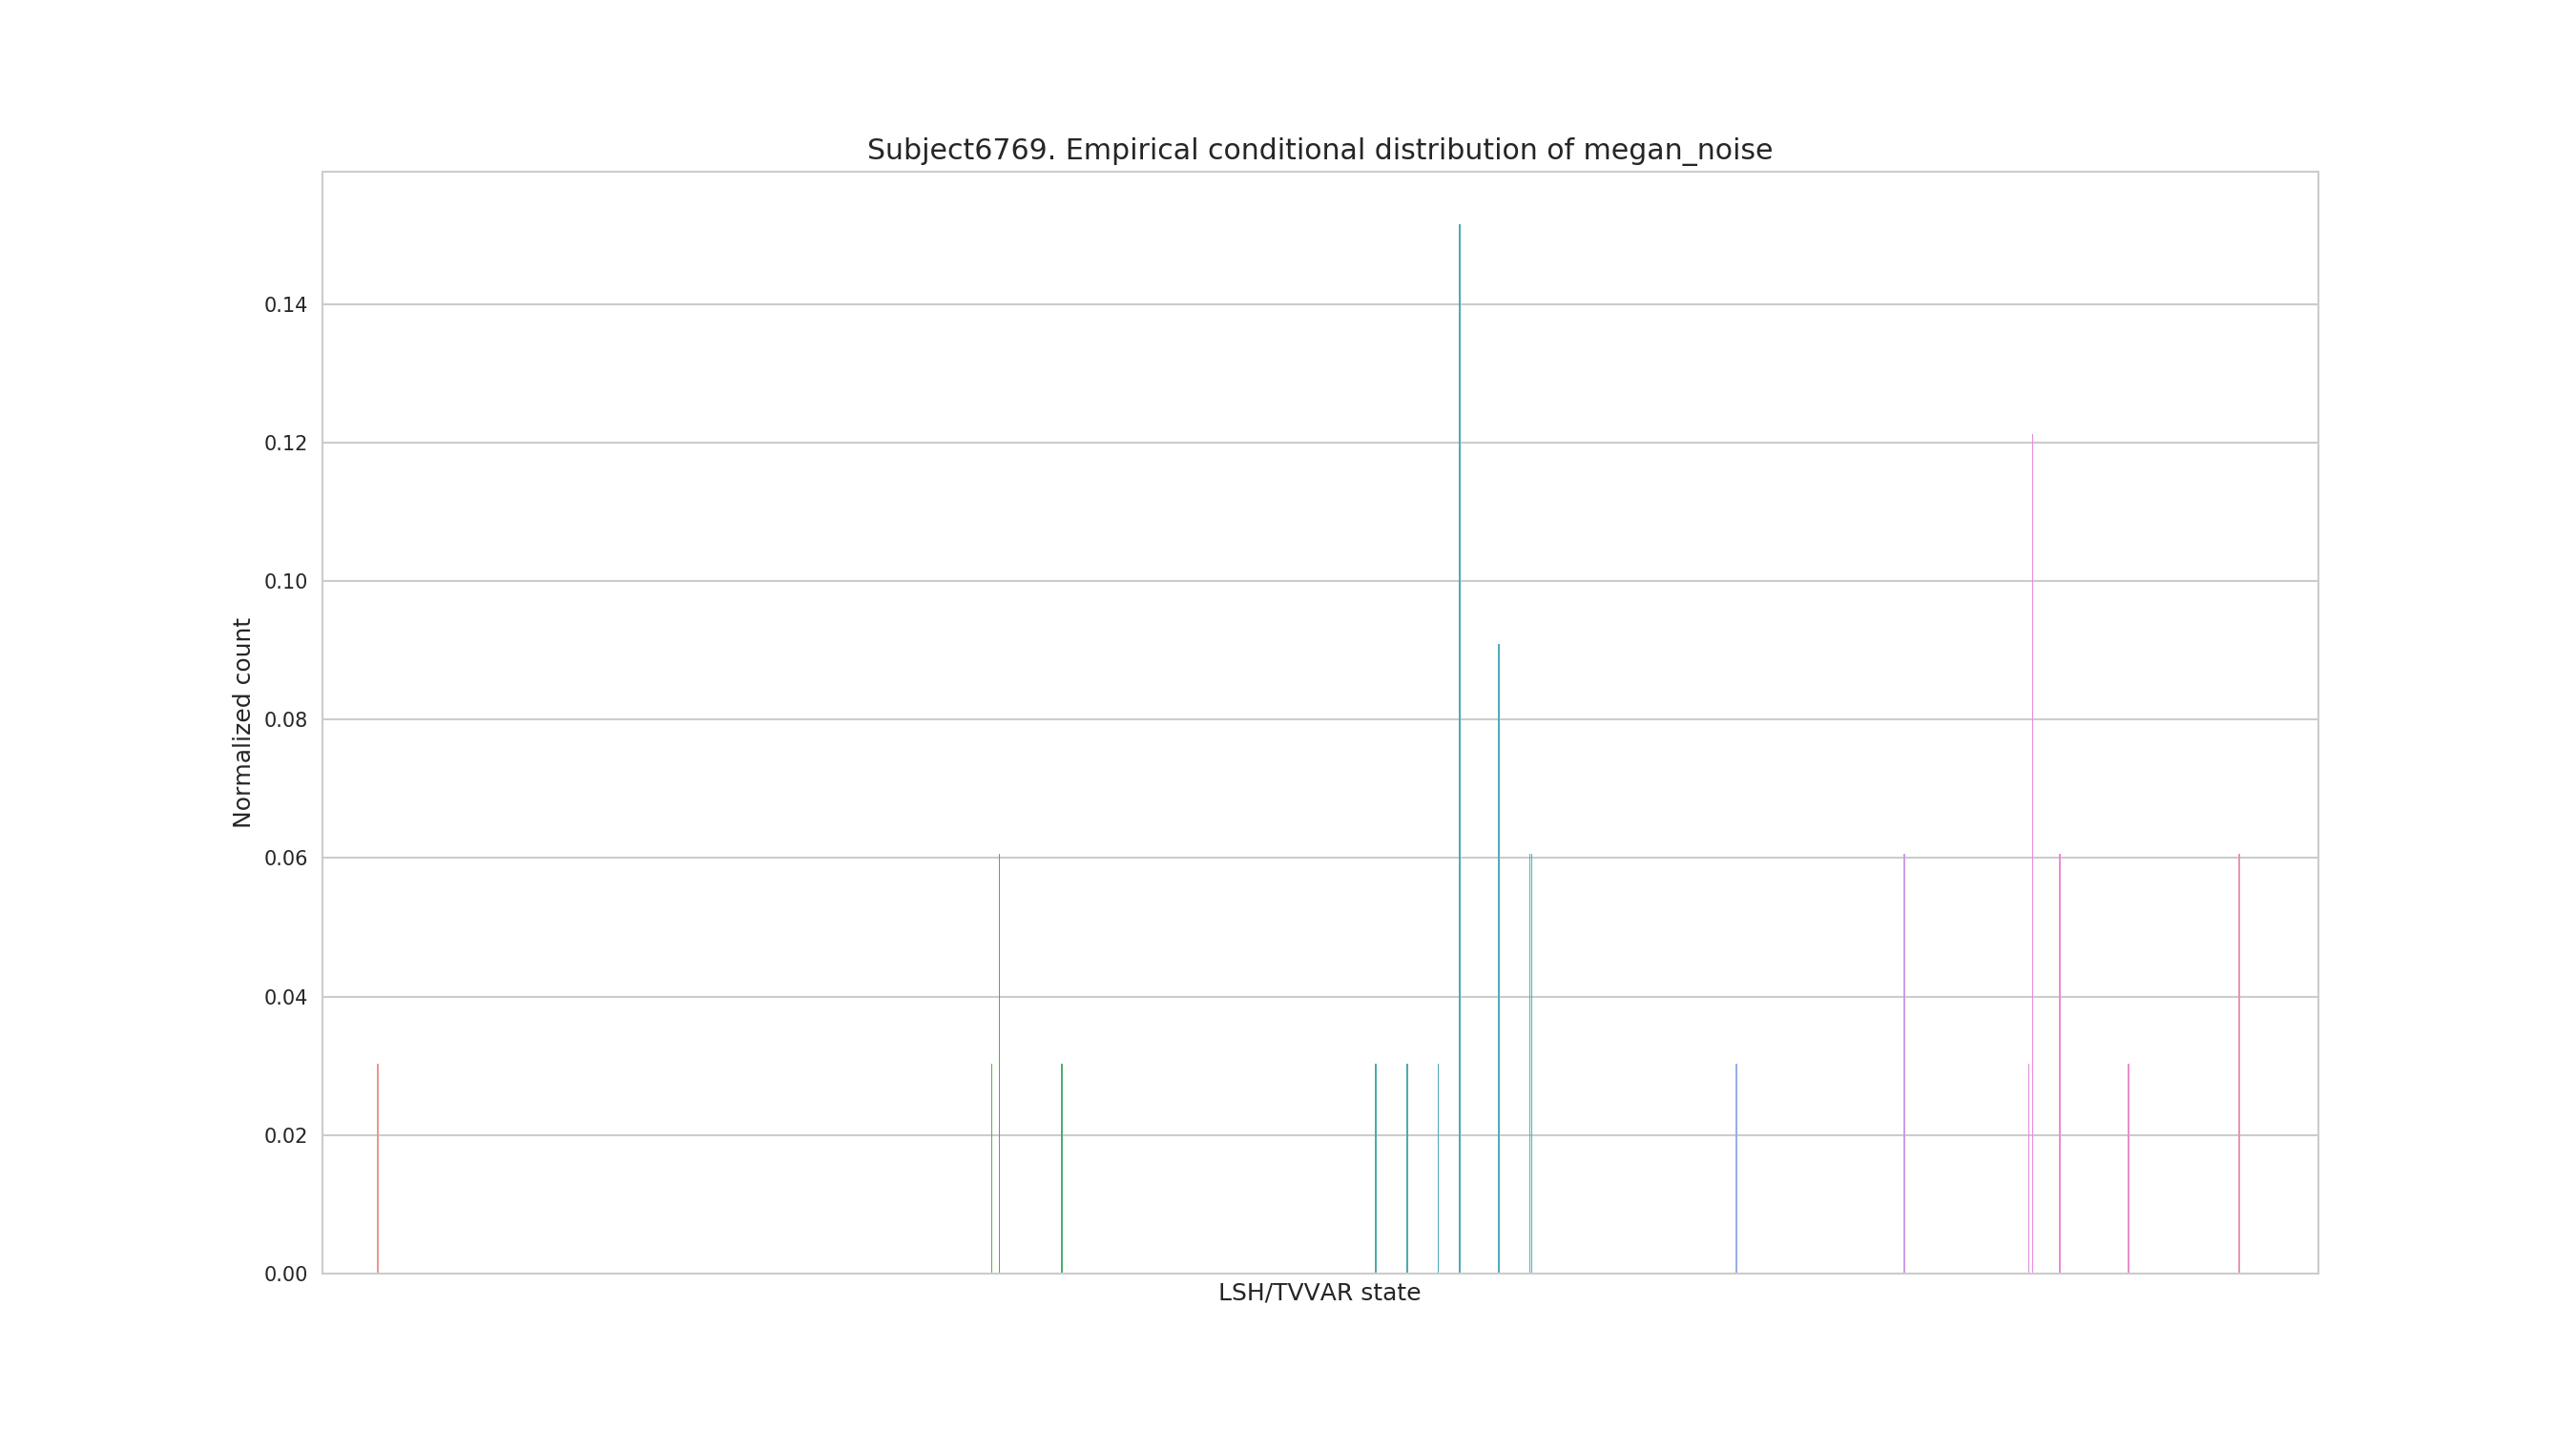 Subject6769. Empirical conditional distribution of megan_noise
0.14
0.12
0.10
0.08
0.06
0.04
0.02
0.00
Normalized count
LSH/TVVAR state